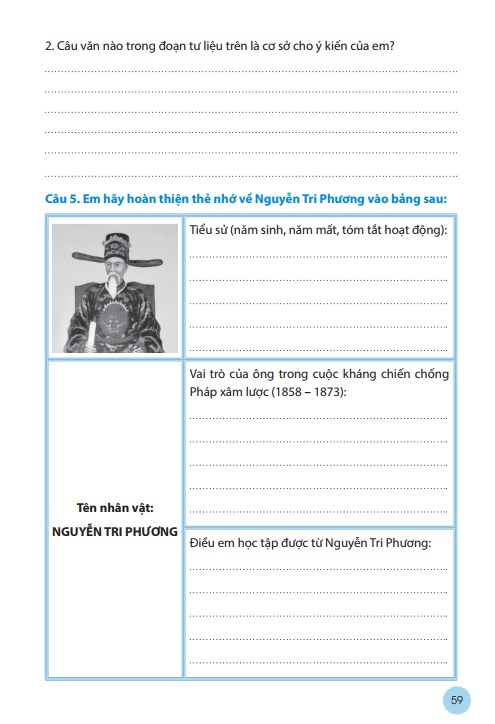 2. Câu văn nào trong đoạn tư liệu trên là cơ sở cho ý kiến của em?
Câu 5. Em hãy hoàn thiện thẻ nhớ về Nguyễn Tri Phương vào bảng sau:
Tiểu sử (năm sinh, năm mất, tóm tắt hoạt động):
Vai trò của ông trong cuộc kháng chiến chống
Pháp xâm lược (1858 – 1873):
Tên nhân vật:
NGUYỄN TRI PHƯƠNG
Điều em học tập được từ Nguyễn Tri Phương:
59